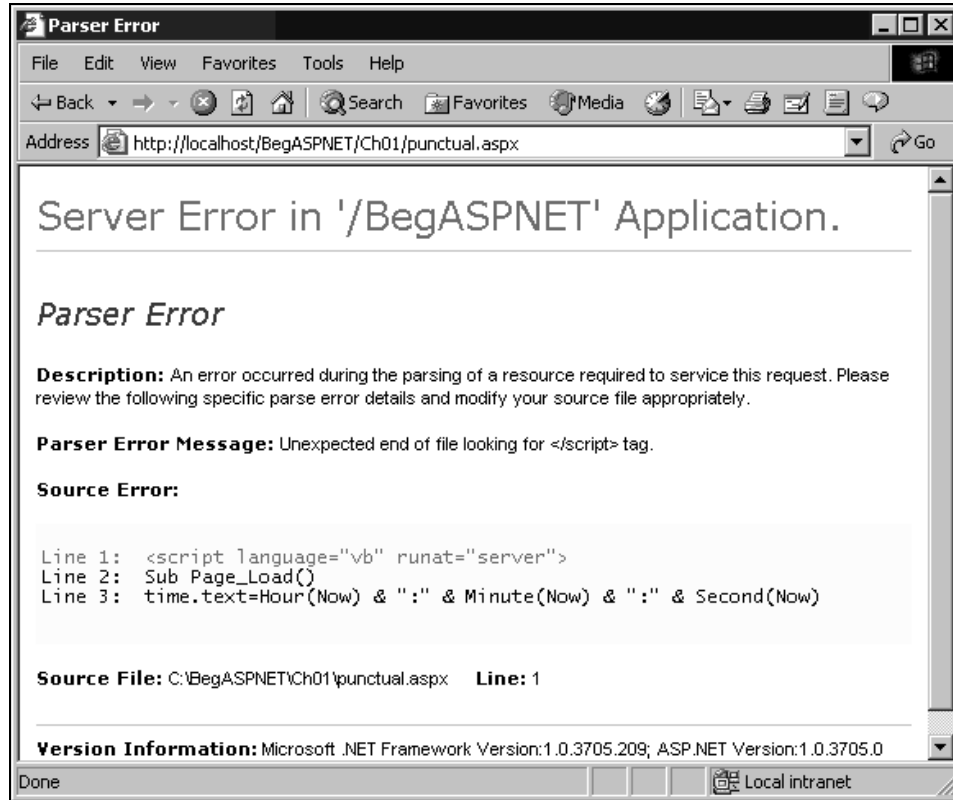 Parser Error
File Edit View Favorites Tools Help
Back Search Favorites Media
Address http://localhost/BegASPNET/Ch01/punctual.aspx Go
Server Error in '/BegASPNET' Application.
Parser Error
Description: An error occurred during the parsing of a resource required to service this request. Please
review the following specific parse error details and modify your source file appropriately.
Parser Error Message: Unexpected end of file looking for </script> tag.
Source Error:
Line 1: <script language="vb" runat="server">
Line 2: Sub Page_Load()
Line 3: time.text=Hour(Now) & ":" & Minute(Now) & ":" & Second(Now)
Source File: C:\BegASPNET\Ch01\punctual.aspx Line: 1
Version Information: Microsoft .NET Framework Version:1.0.3705.209; ASP.NET Version:1.0.3705.0
Done Local intranet